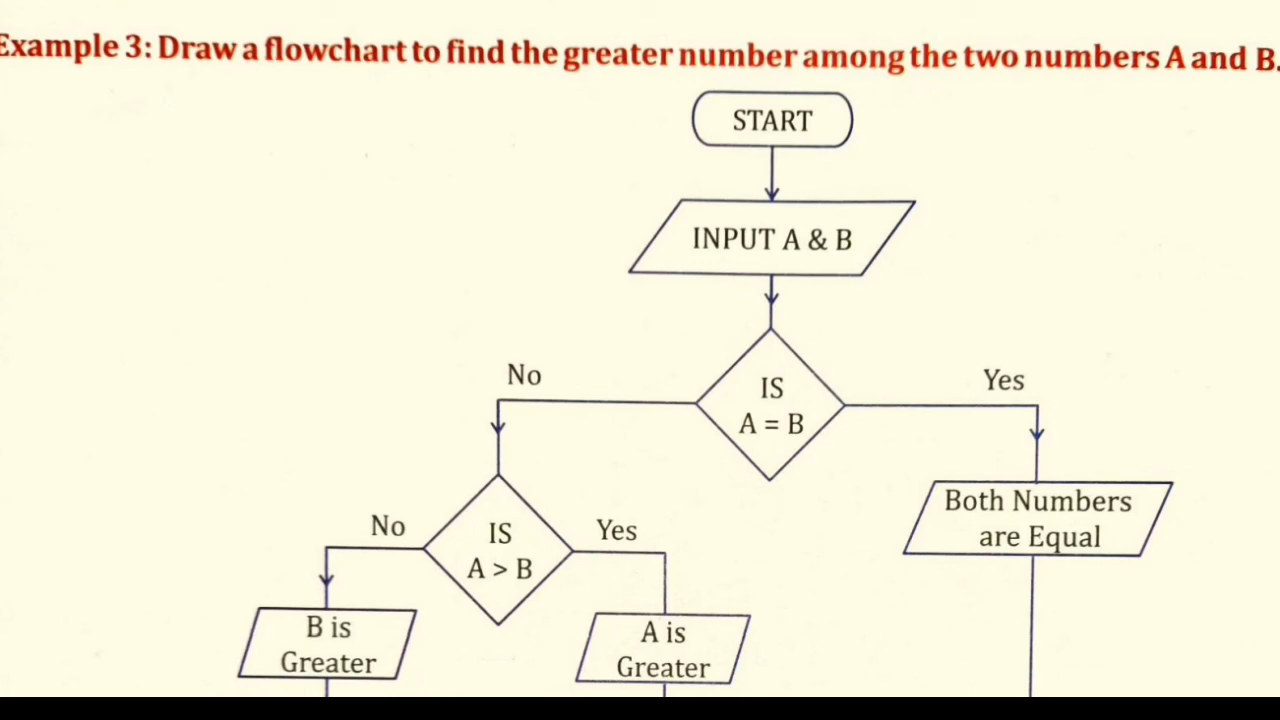 Example 3: Draw a flowchart to find the greater number among the two numbers A and B.
START
INPUT A & B
IS
A = B
No
Yes
Both Numbers
are Equal
IS
A > B
No
Yes
B is
Greater
A is
Greater